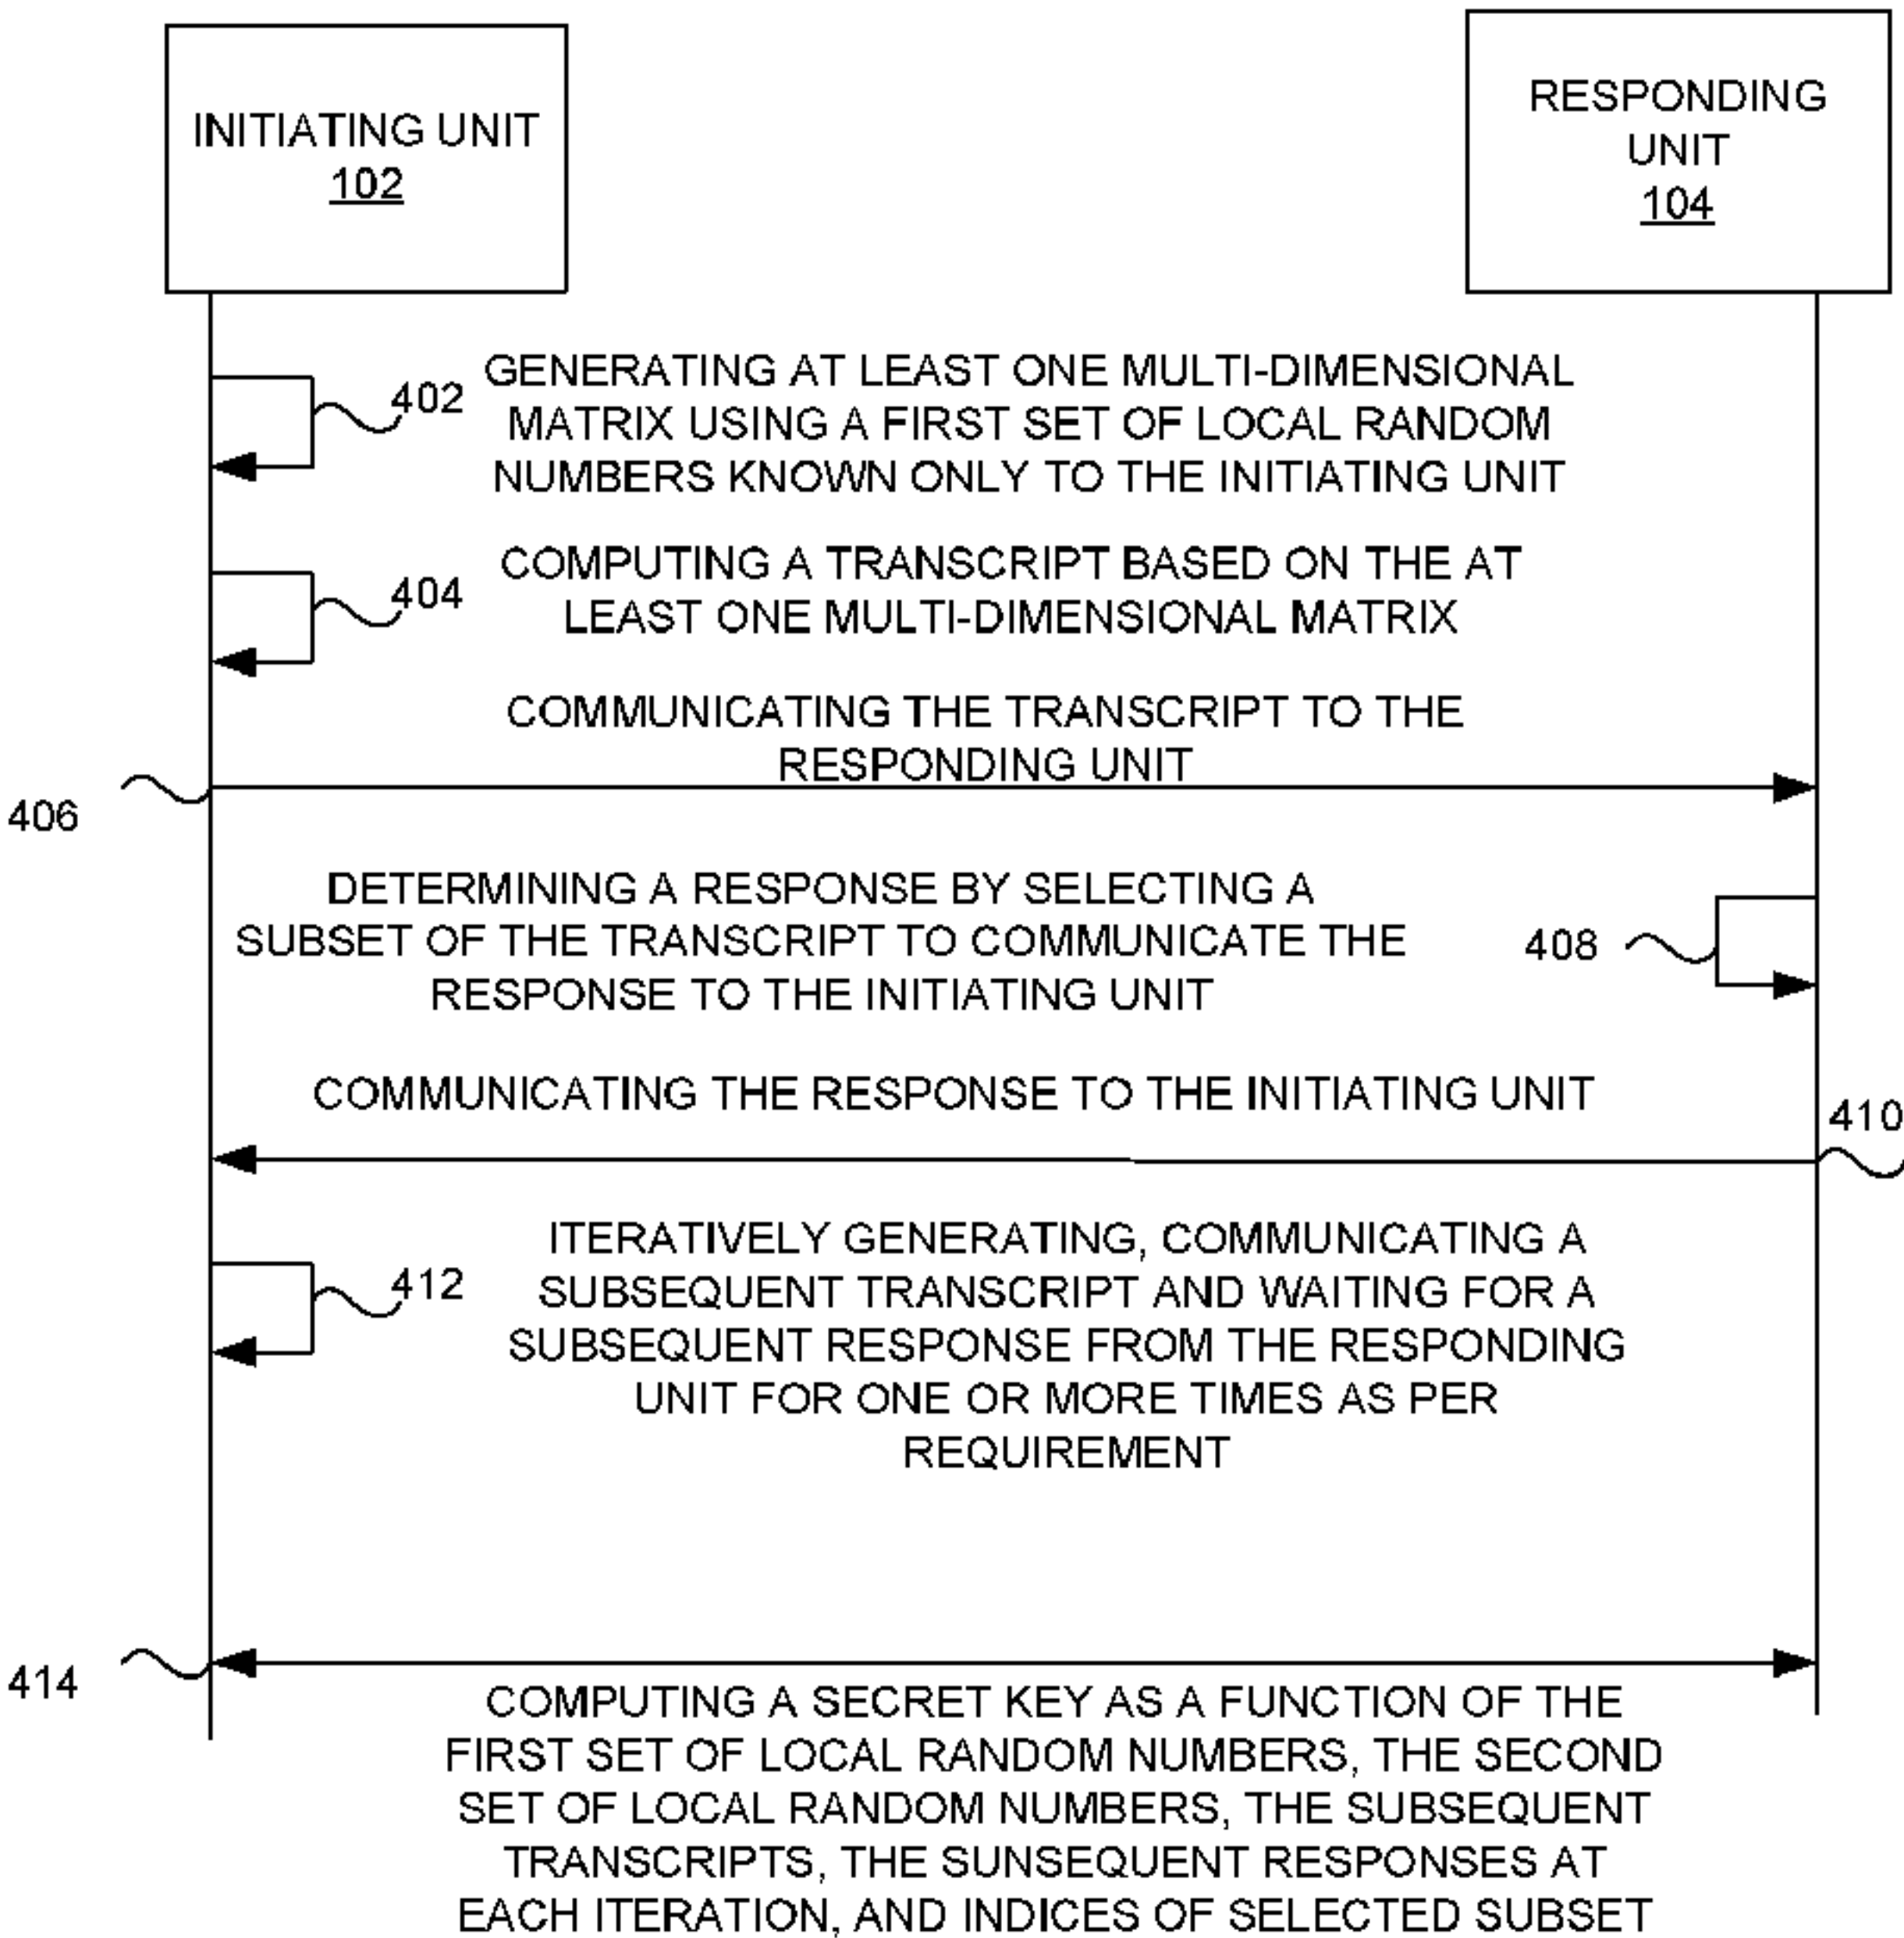 INITIATING UNIT
102
RESPONDING
UNIT
104
402
GENERATING AT LEAST ONE MULTI-DIMENSIONAL
MATRIX USING A FIRST SET OF LOCAL RANDOM
NUMBERS KNOWN ONLY TO THE INITIATING UNIT
404
COMPUTING A TRANSCRIPT BASED ON THE AT
LEAST ONE MULTI-DIMENSIONAL MATRIX
COMMUNICATING THE TRANSCRIPT TO THE
RESPONDING UNIT
406
DETERMINING A RESPONSE BY SELECTING A
SUBSET OF THE TRANSCRIPT TO COMMUNICATE THE
RESPONSE TO THE INITIATING UNIT
408
COMMUNICATING THE RESPONSE TO THE INITIATING UNIT
410
412
ITERATIVELY GENERATING, COMMUNICATING A
SUBSEQUENT TRANSCRIPT AND WAITING FOR A
SUBSEQUENT RESPONSE FROM THE RESPONDING
UNIT FOR ONE OR MORE TIMES AS PER
REQUIREMENT
414
COMPUTING A SECRET KEY AS A FUNCTION OF THE
FIRST SET OF LOCAL RANDOM NUMBERS, THE SECOND
SET OF LOCAL RANDOM NUMBERS, THE SUBSEQUENT
TRANSCRIPTS, THE SUNSEQUENT RESPONSES AT
EACH ITERATION, AND INDICES OF SELECTED SUBSET